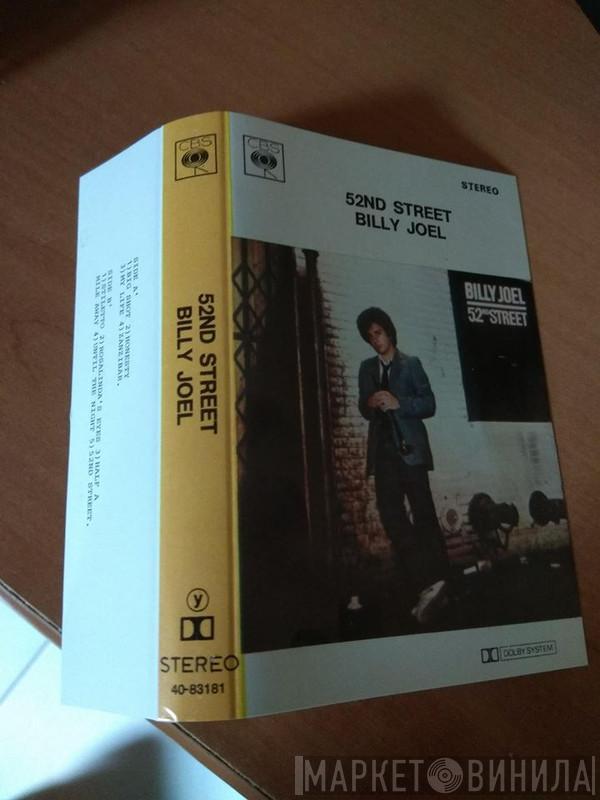 SIDE A'
1)BIG SHOT 2)HONESTY
3)MY LIFE 4)ZANZIBAR.
SIDE B'
1)STILETTO 2)ROSALINDA'S EYES 3)HALF A
MILE AWAY 4)UNTIL THE NIGHT 5)52ND STREET.
CBS
52ND STREET
BILLY JOEL
y
STEREO
40-83181
CBS
STEREO
52ND STREET
BILLY JOEL
BILLY JOEL
52ND STREET
DOLBY SYSTEM
МАРКЕТ ВИНИЛА